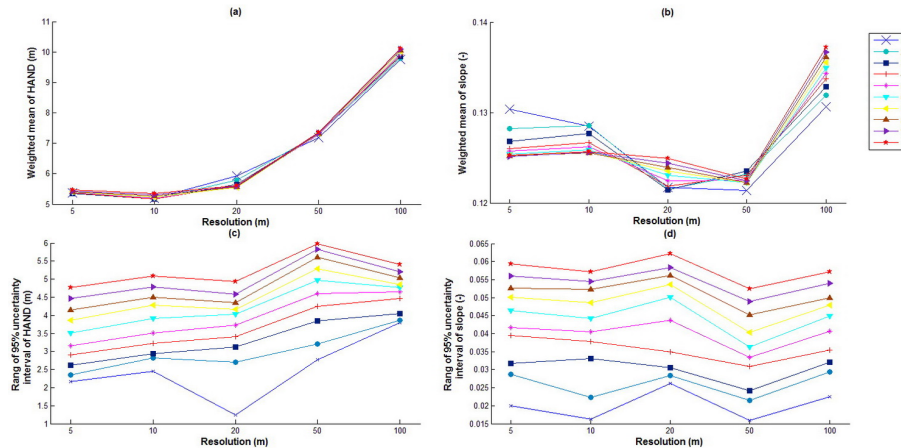 (a)
Weighted mean of HAND (m)
11
10
9
8
7
6
5
5 10 20 50 100
Resolution (m)
(b)
Weighted mean of slope (-)
0.14
0.13
0.12
5 10 20 50 100
Resolution (m)
(c)
Rang of 95% uncertainty
interval of HAND (m)
6
5.5
5
4.5
4
3.5
3
2.5
2
1.5
1
5 10 20 50 100
Resolution (m)
(d)
Rang of 95% uncertainty
interval of slope (-)
0.065
0.06
0.055
0.05
0.045
0.04
0.035
0.03
0.025
0.02
0.015
5 10 20 50 100
Resolution (m)